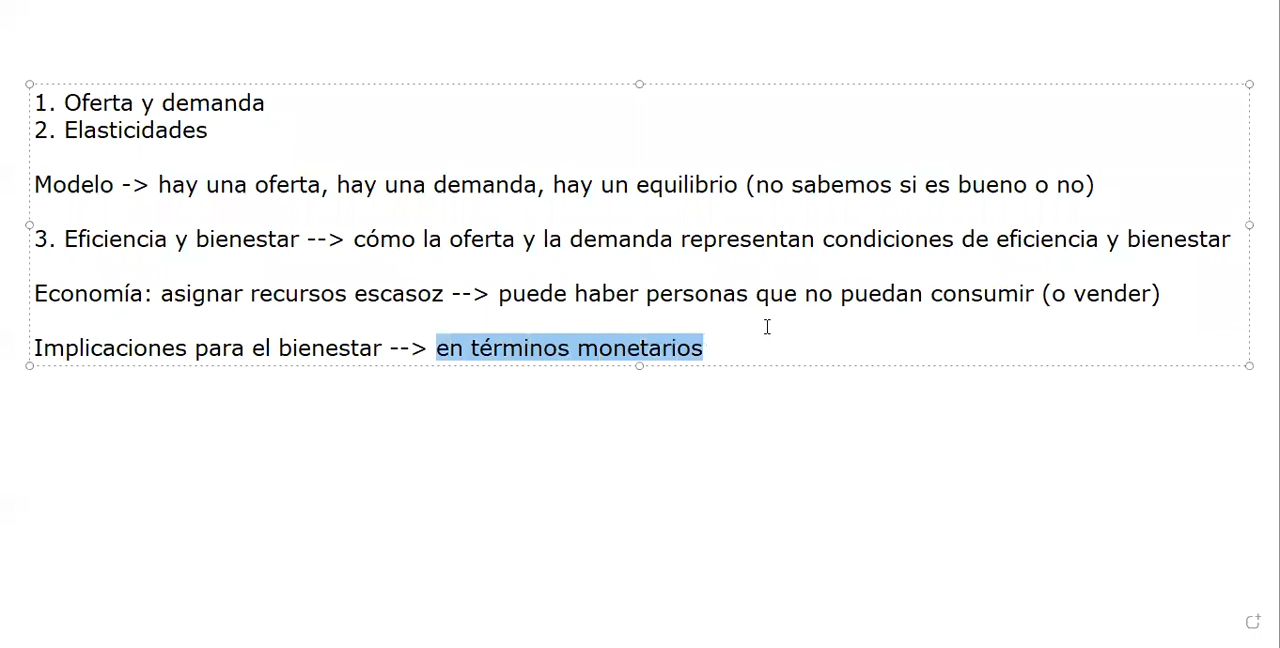 1. Oferta y demanda
2. Elasticidades
Modelo -> hay una oferta, hay una demanda, hay un equilibrio (no sabemos si es bueno o no)
3. Eficiencia y bienestar --> cómo la oferta y la demanda representan condiciones de eficiencia y bienestar
Economía: asignar recursos escasoz --> puede haber personas que no puedan consumir (o vender)
Implicaciones para el bienestar --> en términos monetarios